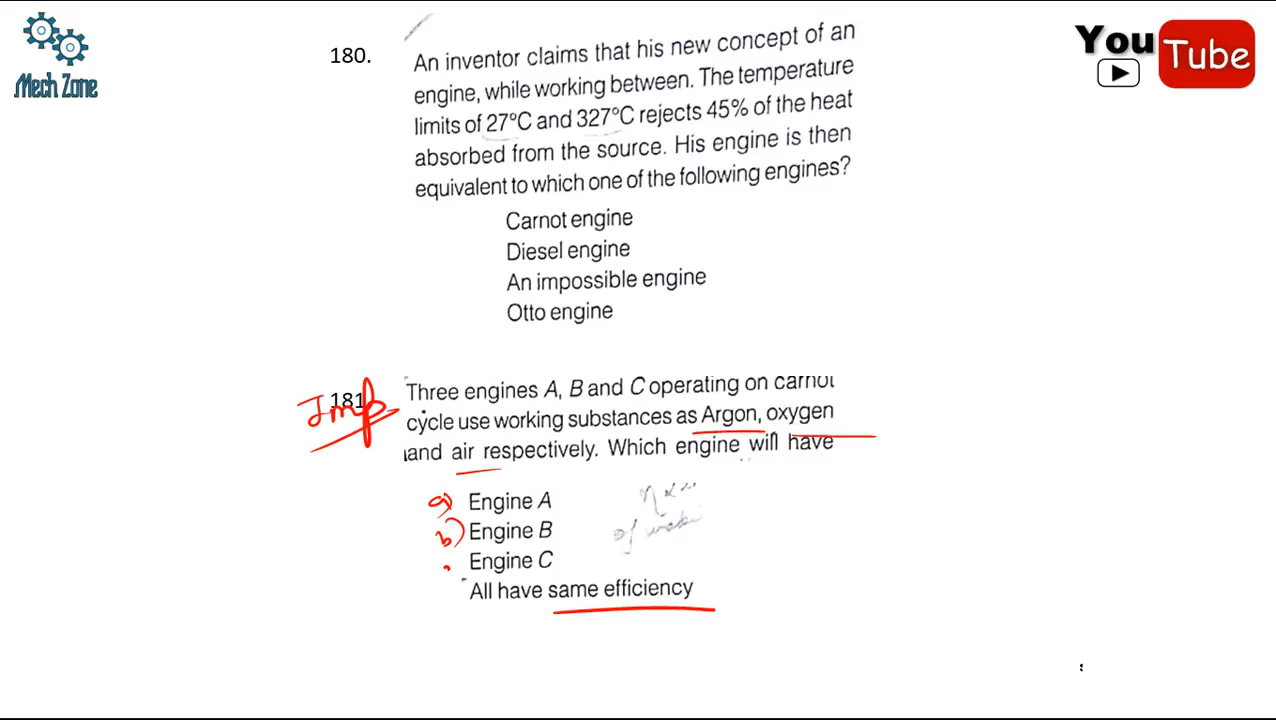 Mech Zone
You Tube
180.
An inventor claims that his new concept of an
engine, while working between. The temperature
limits of 27°C and 327°C rejects 45% of the heat
absorbed from the source. His engine is then
equivalent to which one of the following engines?
Carnot engine
Diesel engine
An impossible engine
Otto engine
Imp
181
Three engines A, B and C operating on carnot
cycle use working substances as Argon, oxygen
and air respectively. Which engine will have
a) Engine A
b) Engine B
Engine C
All have same efficiency
of